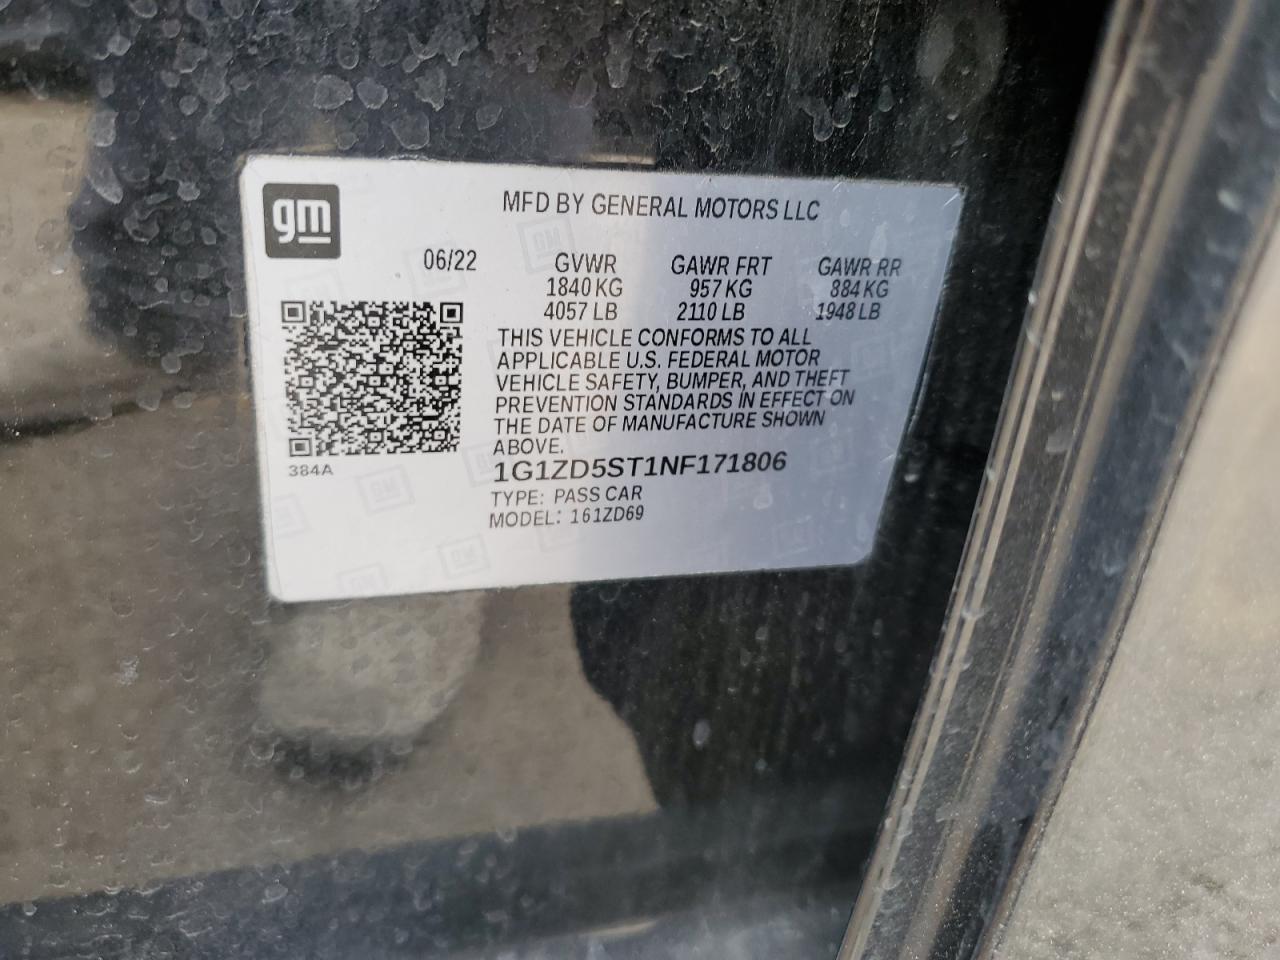 gm
MFD BY GENERAL MOTORS LLC
06/22 GVWR GAWR FRT GAWR RR
1840 KG 957 KG 884 KG
4057 LB 2110 LB 1948 LB
THIS VEHICLE CONFORMS TO ALL
APPLICABLE U.S. FEDERAL MOTOR
VEHICLE SAFETY, BUMPER, AND THEFT
PREVENTION STANDARDS IN EFFECT ON
THE DATE OF MANUFACTURE SHOWN
ABOVE.
384A
1G1ZD5ST1NF171806
TYPE: PASS CAR
MODEL: 161ZD69